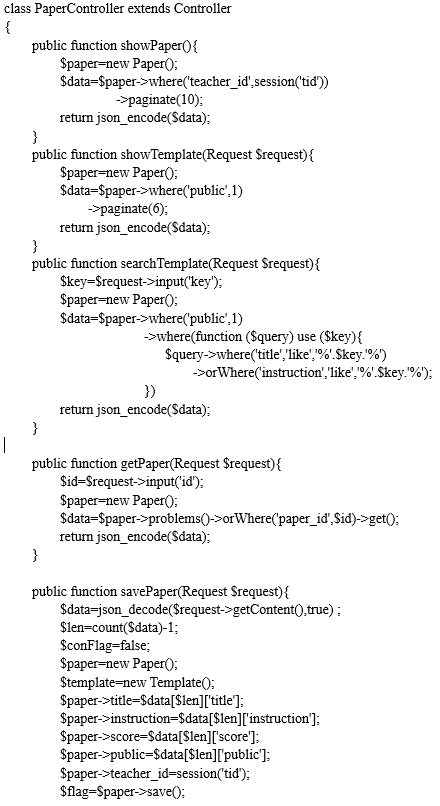 class PaperController extends Controller
{
public function showPaper(){
$paper=new Paper();
$data=$paper->where('teacher_id',session('tid'))
->paginate(10);
return json_encode($data);
}
public function showTemplate(Request $request){
$paper=new Paper();
$data=$paper->where('public',1)
->paginate(6);
return json_encode($data);
}
public function searchTemplate(Request $request){
$key=$request->input('key');
$paper=new Paper();
$data=$paper->where('public',1)
->where(function ($query) use ($key){
$query->where('title','like','%'.$key.'%')
->orWhere('instruction','like','%'.$key.'%');
})
return json_encode($data);
}
public function getPaper(Request $request){
$id=$request->input('id');
$paper=new Paper();
$data=$paper->problems()->orWhere('paper_id',$id)->get();
return json_encode($data);
}
public function savePaper(Request $request){
$data=json_decode($request->getContent(),true) ;
$len=count($data)-1;
$conFlag=false;
$paper=new Paper();
$template=new Template();
$paper->title=$data[$len]['title'];
$paper->instruction=$data[$len]['instruction'];
$paper->score=$data[$len]['score'];
$paper->public=$data[$len]['public'];
$paper->teacher_id=session('tid');
$flag=$paper->save();